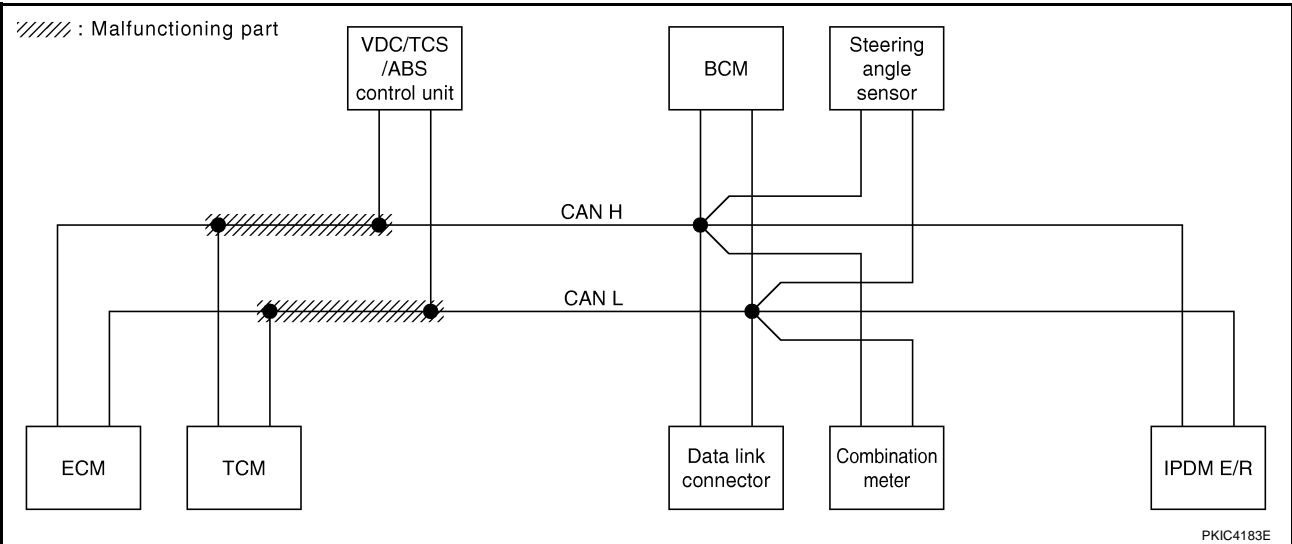 : Malfunctioning part
VDC/TCS
/ABS
control unit
BCM
Steering
angle
sensor
CAN H
CAN L
ECM
TCM
Data link
connector
Combination
meter
IPDM E/R
PKIC4183E